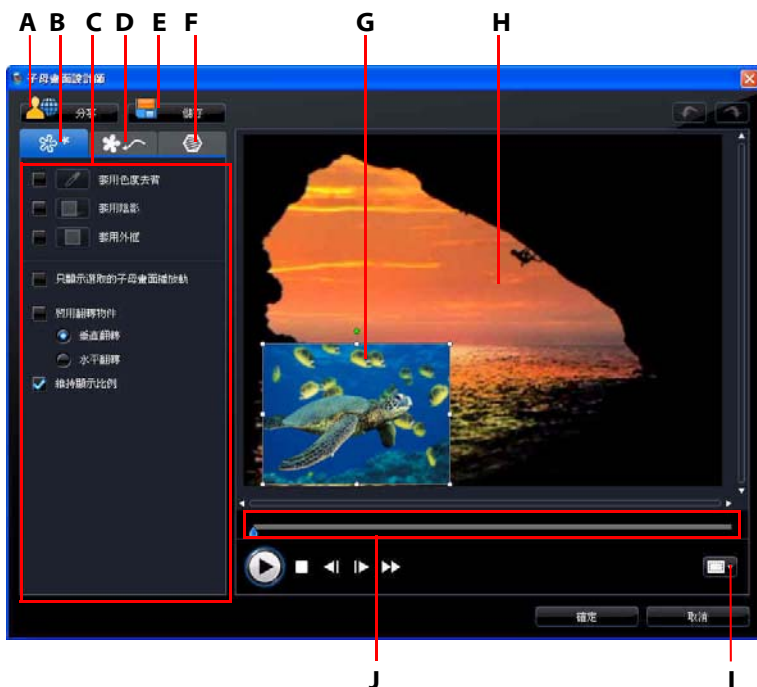 A B C D E F G H
子母畫面設計師
分享 儲存
套用色度去背
套用陰影
套用外框
只顯示選取的子母畫面播放軌
啟用翻轉物件
垂直翻轉
水平翻轉
維持顯示比例
確定 取消
J I